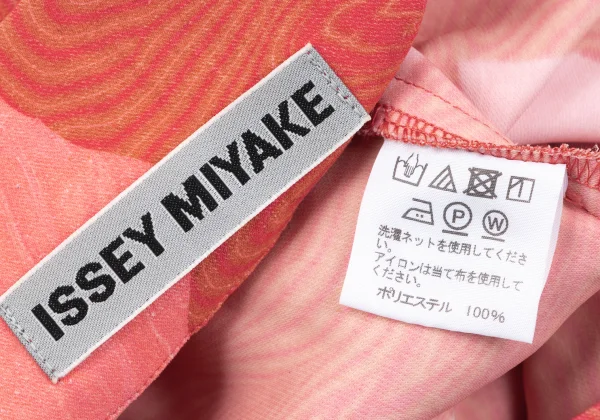 ISSEY MIYAKE
P W
洗濯ネットを使用してくださ
い。
アイロンは当て布を使用して
ください。
ポリエステル 100%